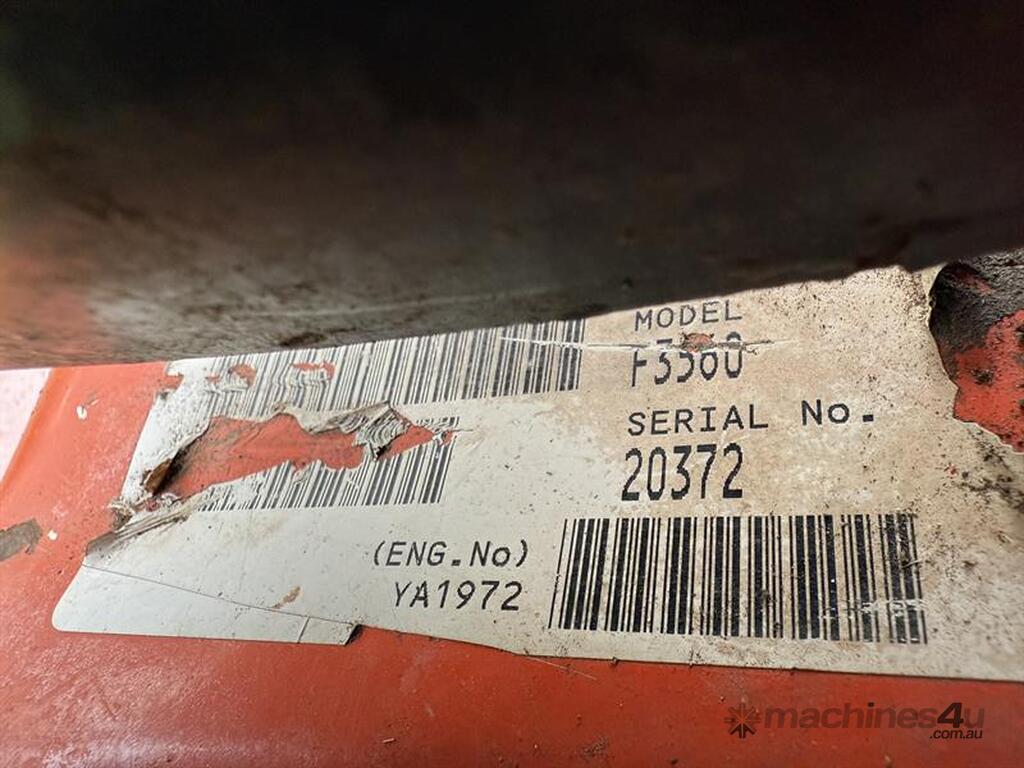 MODEL
F3560
SERIAL No.
20372
(ENG.No)
YA1972
machines4u
.com.au